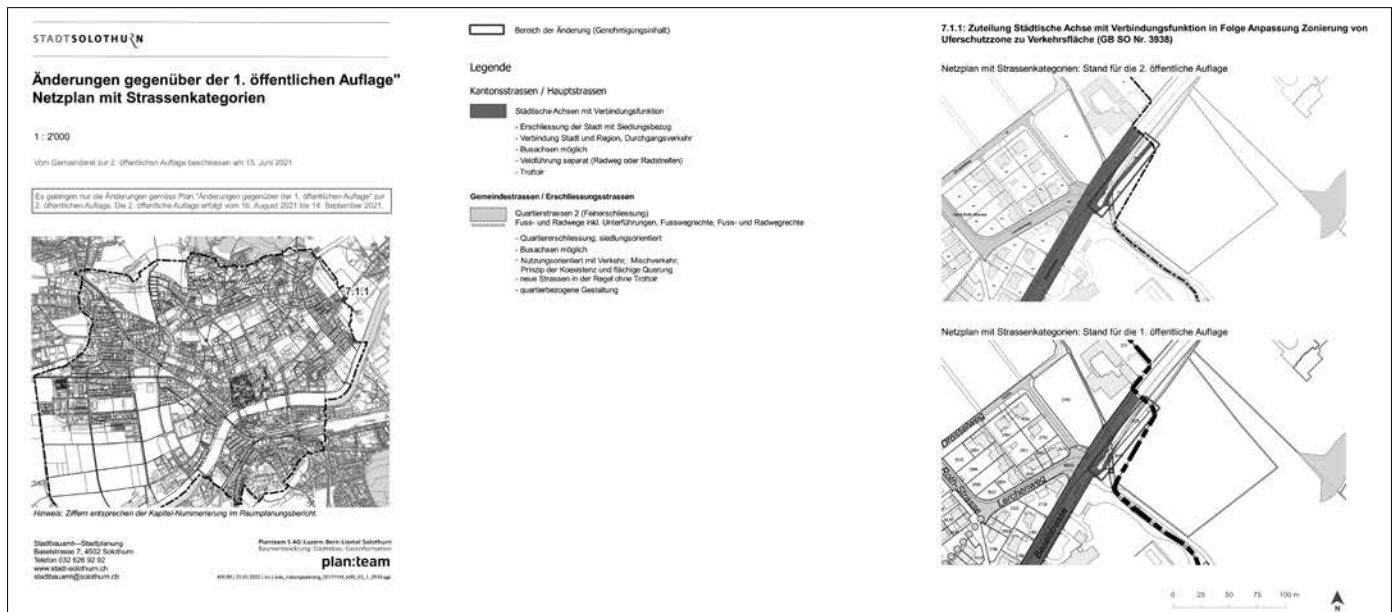 STADTSOLOTHURN
Änderungen gegenüber der 1. öffentlichen Auflage"
Netzplan mit Strassenkategorien
1 : 2'000
Vom Gemeinderat zur 2. öffentlichen Auflage beschlossen am 15. Juni 2021
Es gelangen nur die Änderungen gemäss Plan "Änderungen gegenüber der 1. öffentlichen Auflage" zur
2. öffentlichen Auflage. Die 2. öffentliche Auflage erfolgt vom 16. August 2021 bis 14. September 2021.
7.1.1
Hinweis: Ziffern entsprechen der Kapitel-Nummerierung im Raumplanungsbericht.
Stadtbauamt—Stadtplanung
Baselstrasse 7, 4502 Solothurn
Telefon 032 626 92 92
www.stadt-solothurn.ch
stadtbauamt@solothurn.ch
Planteam S AG Luzern Bern Liestal Solothurn
Raumentwicklung Städtebau Geoinformation
plan:team
Bereich der Änderung (Genehmigungsinhalt)
Legende
Kantonsstrassen / Hauptstrassen
Städtische Achsen mit Verbindungsfunktion
- Erschliessung der Stadt mit Siedlungsbezug
- Verbindung Stadt und Region, Durchgangsverkehr
- Busachsen möglich
- Veloführung separat (Radweg oder Radstreifen)
- Trottoir
Gemeindestrassen / Erschliessungsstrassen
Quartierstrassen 2 (Feinerschliessung)
Fuss- und Radwege inkl. Unterführungen, Fusswegrechte, Fuss- und Radwegrechte
- Quartiererschliessung, siedlungsorientiert
- Busachsen möglich
- Nutzungsorientiert mit Verkehr, Mischverkehr,
Prinzip der Koexistenz und flächige Querung
- neue Strassen in der Regel ohne Trottoir
- quartierbezogene Gestaltung
7.1.1: Zuteilung Städtische Achse mit Verbindungsfunktion in Folge Anpassung Zonierung von
Uferschutzzone zu Verkehrsfläche (GB SO Nr. 3938)
Netzplan mit Strassenkategorien: Stand für die 2. öffentliche Auflage
Netzplan mit Strassenkategorien: Stand für die 1. öffentliche Auflage
Drosselweg
Roth-Strasse
Lerchenweg
Baselstrasse
0 25 50 75 100 m
N